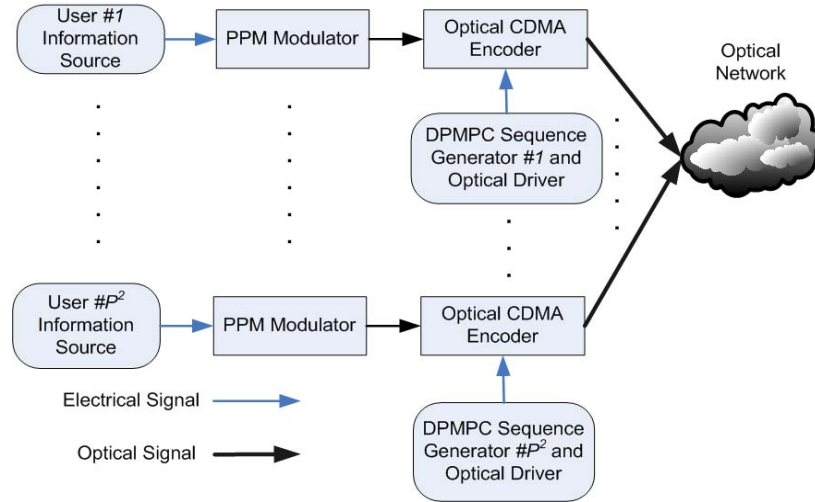 User #1
Information
Source
PPM Modulator
Optical CDMA
Encoder
Optical
Network
DPMPC Sequence
Generator #1 and
Optical Driver
User #P²
Information
Source
PPM Modulator
Optical CDMA
Encoder
Electrical Signal
Optical Signal
DPMPC Sequence
Generator #P² and
Optical Driver